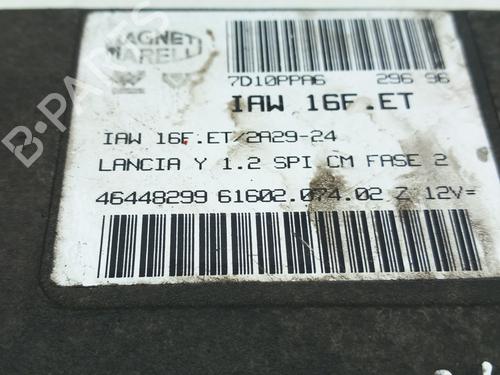 MAGNETI
MARELLI
7D10PPA6 296 96
IAW 16F.ET
IAW 16F.ET/2A29-24
LANCIA Y 1.2 SPI CM FASE 2
46448299 61602.074.02 Z 12V=
B-PARTS